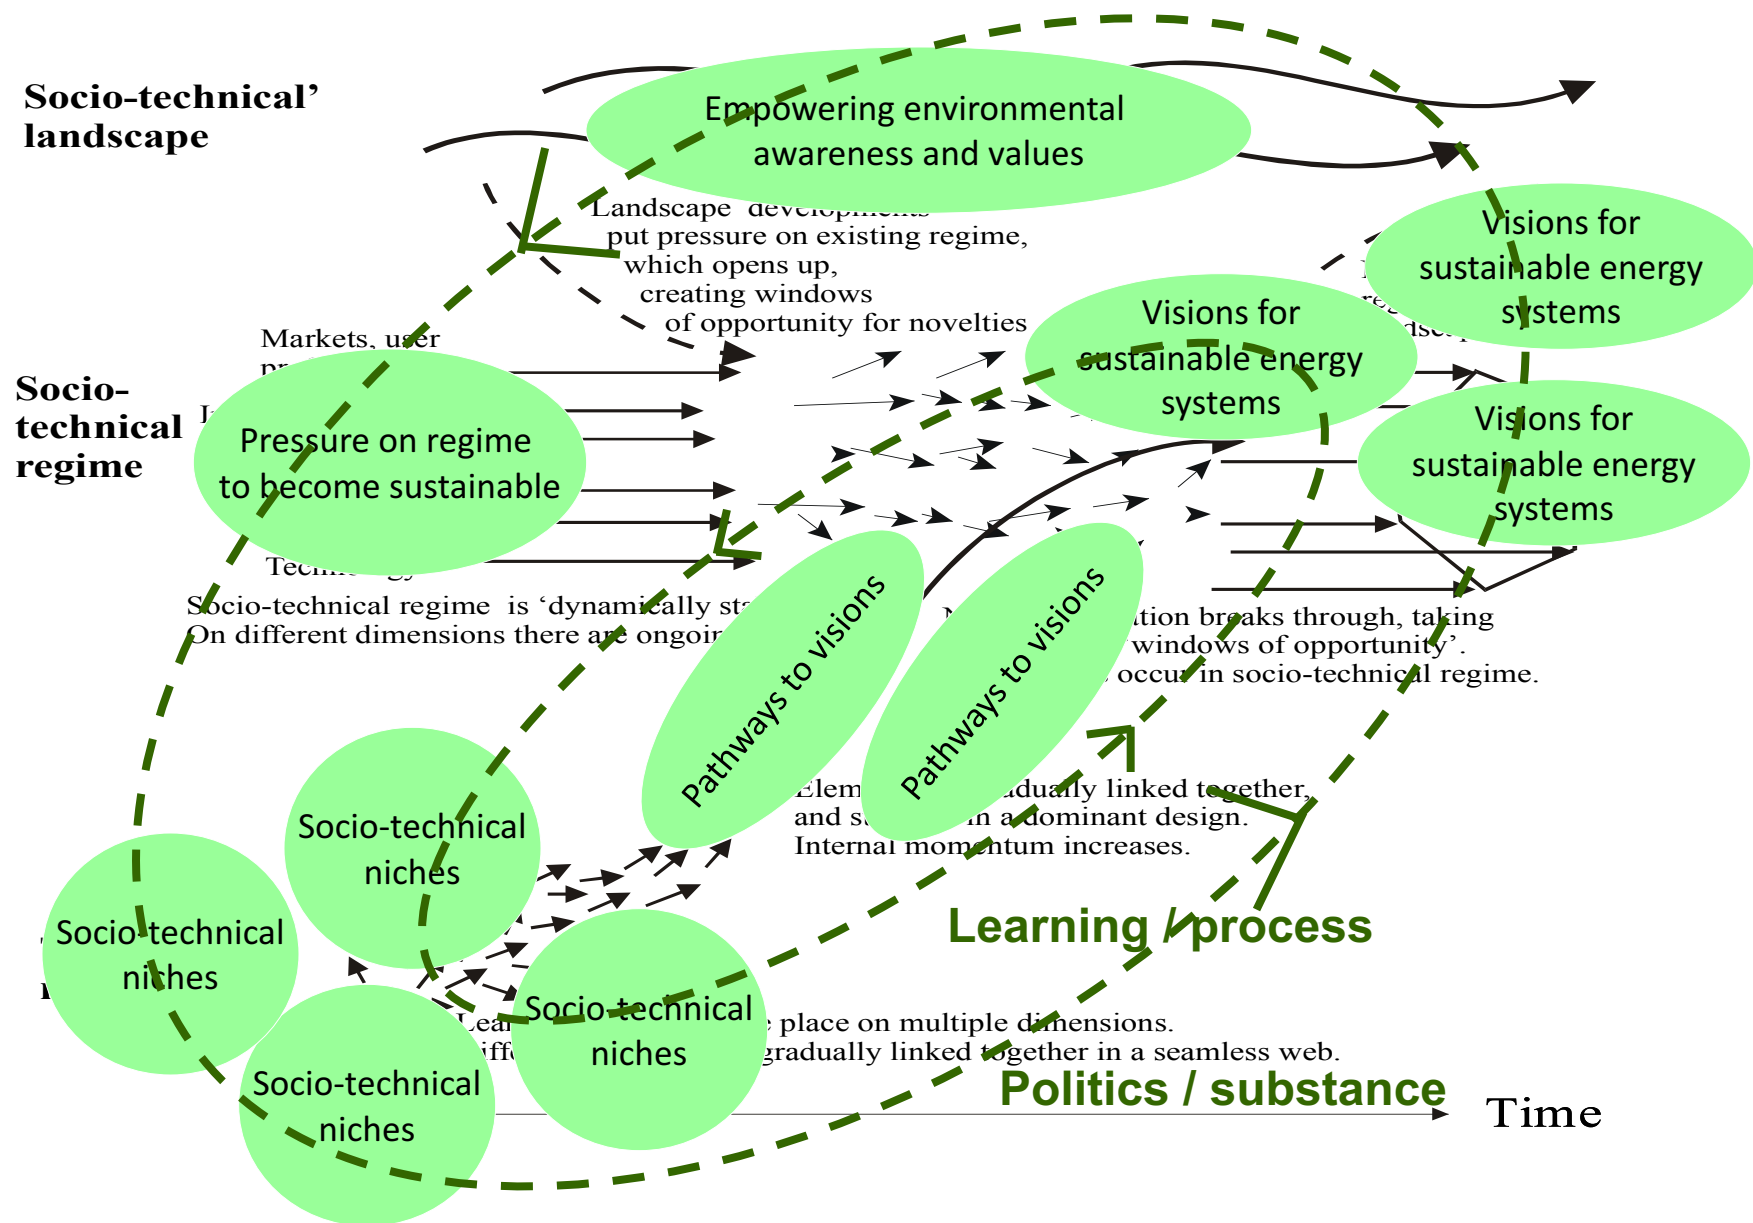 Socio-technical’
landscape
Empowering environmental
awareness and values
Landscape developments
put pressure on existing regime,
which opens up,
creating windows
of opportunity for novelties
Visions for
sustainable energy
systems
Visions for
sustainable energy
systems
Markets, user
Socio-
technical
regime
Pressure on regime
to become sustainable
Visions for
sustainable energy
systems
Technology
Socio-technical regime is ‘dynamically
On different dimensions there are
breaks through, taking
windows of opportunity’.
occur in socio-technical regime.
Pathways to visions
Pathways to visions
linked together,
and in a dominant design.
Internal momentum increases.
Socio-technical
niches
Socio-technical
niches
Learning / process
Socio-technical
niches
place on multiple dimensions.
gradually linked together in a seamless web.
Socio-technical
niches
Politics / substance
Time